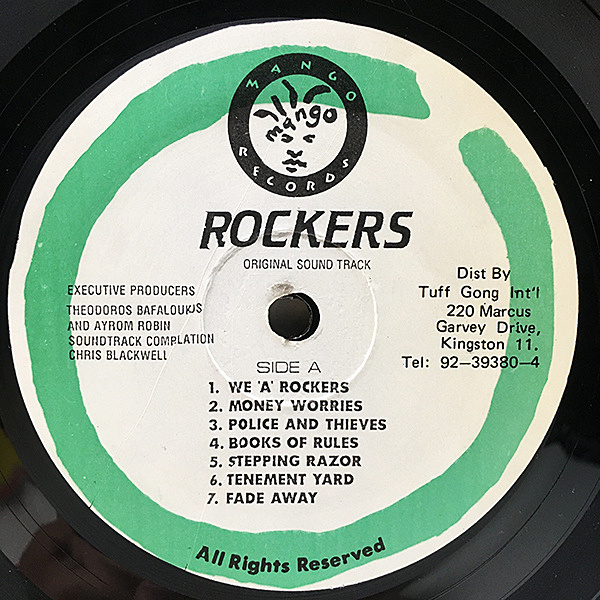 MANGO
mango
RECORDS
ROCKERS
ORIGINAL SOUND TRACK
EXECUTIVE PRODUCERS
THEODOROS BAFALOUKJS
AND AYROM ROBIN
SOUNDTRACK COMPLATION
CHRIS BLACKWELL
Dist By
Tuff Gong Int'l
220 Marcus
Garvey Drive,
Kingston 11.
Tel: 92-39380-4
SIDE A
1. WE 'A' ROCKERS
2. MONEY WORRIES
3. POLICE AND THIEVES
4. BOOKS OF RULES
5. STEPPING RAZOR
6. TENEMENT YARD
7. FADE AWAY
All Rights Reserved